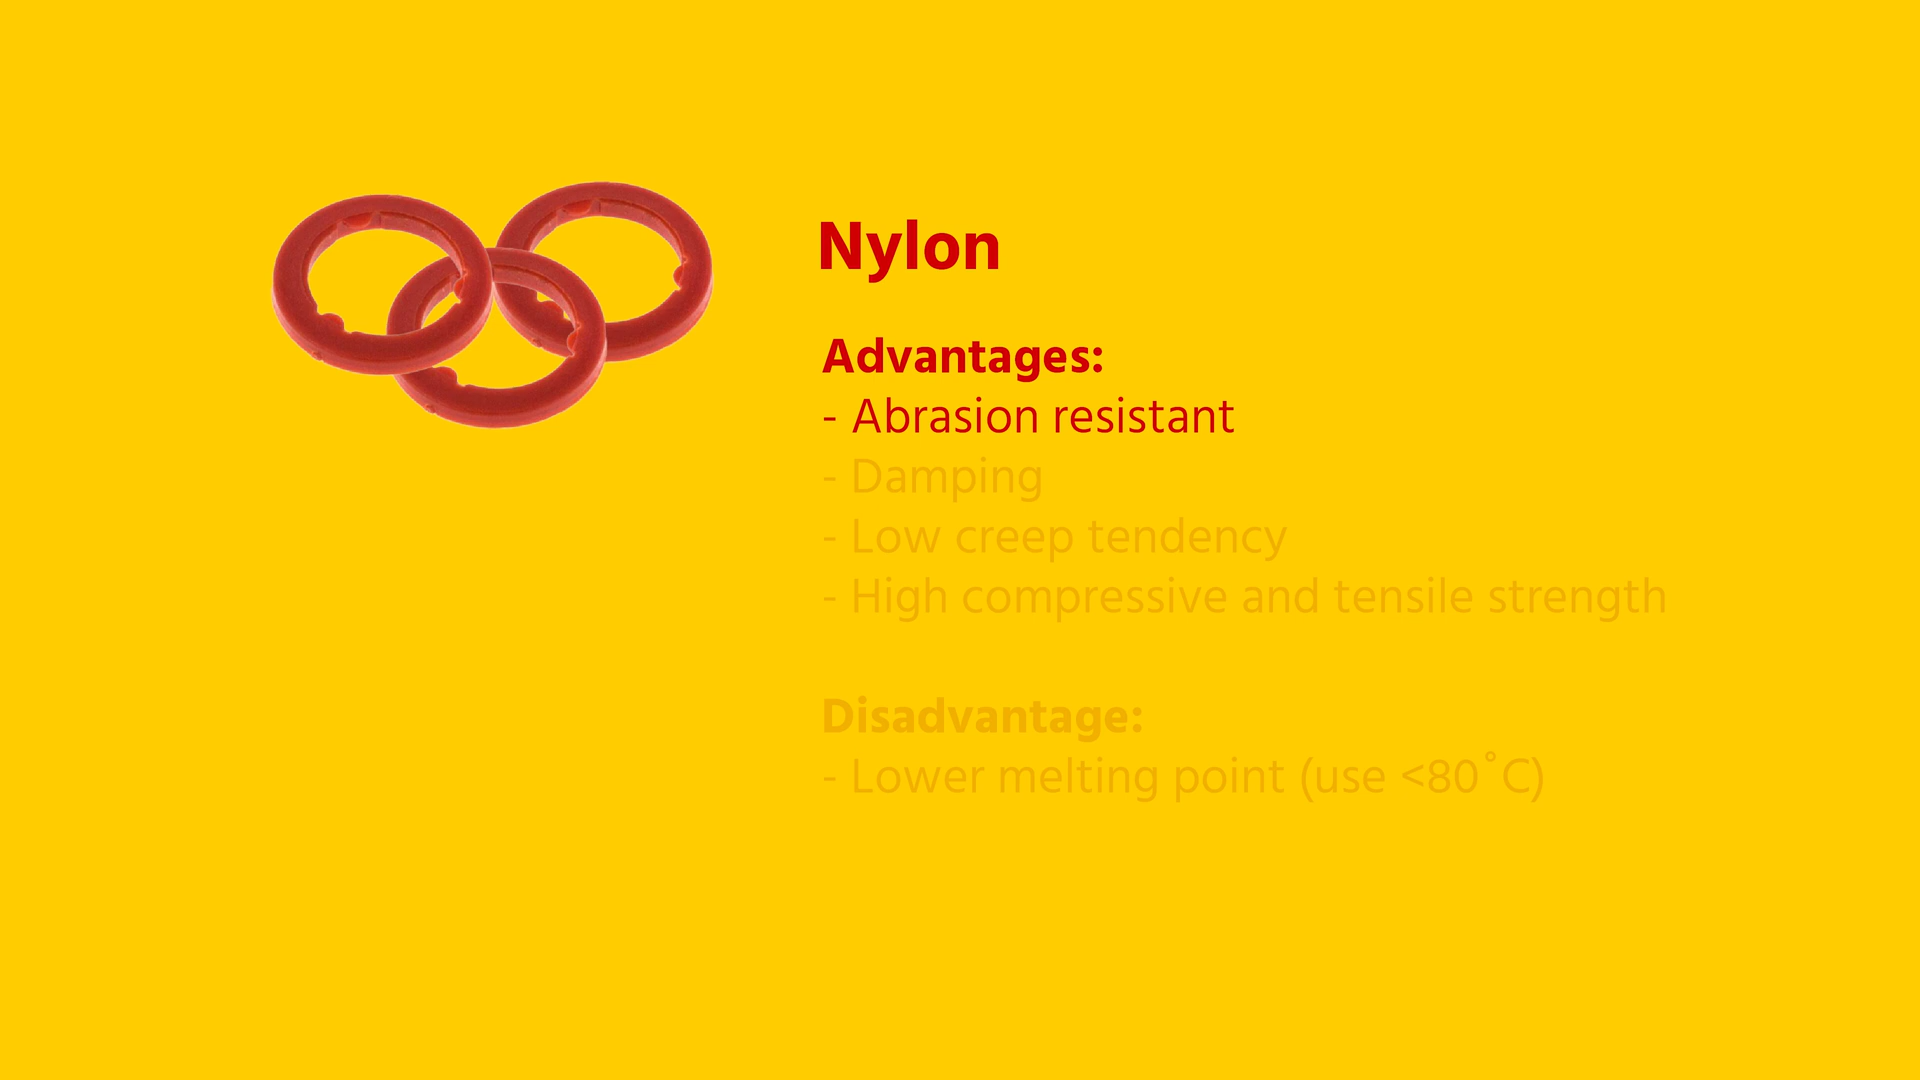 Nylon
Advantages:
- Abrasion resistant
- Damping
- Low creep tendency
- High compressive and tensile strength
Disadvantage:
- Lower melting point (use <80˚C)